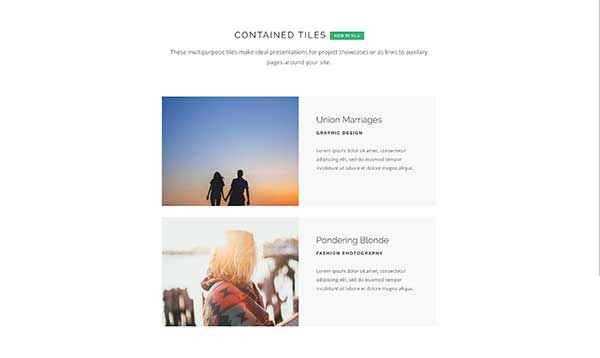 CONTAINED TILES NEW IN V1.4
These multipurpose tiles make ideal presentations for project showcases or as links to auxiliary
pages around your site.
Union Marriages
GRAPHIC DESIGN
Lorem ipsum dolor sit amet, consectetur
adipiscing elit, sed do eiusmod tempor
incididunt ut labore et dolore magna aliqua.
Pondering Blonde
FASHION PHOTOGRAPHY
Lorem ipsum dolor sit amet, consectetur
adipiscing elit, sed do eiusmod tempor
incididunt ut labore et dolore magna aliqua.